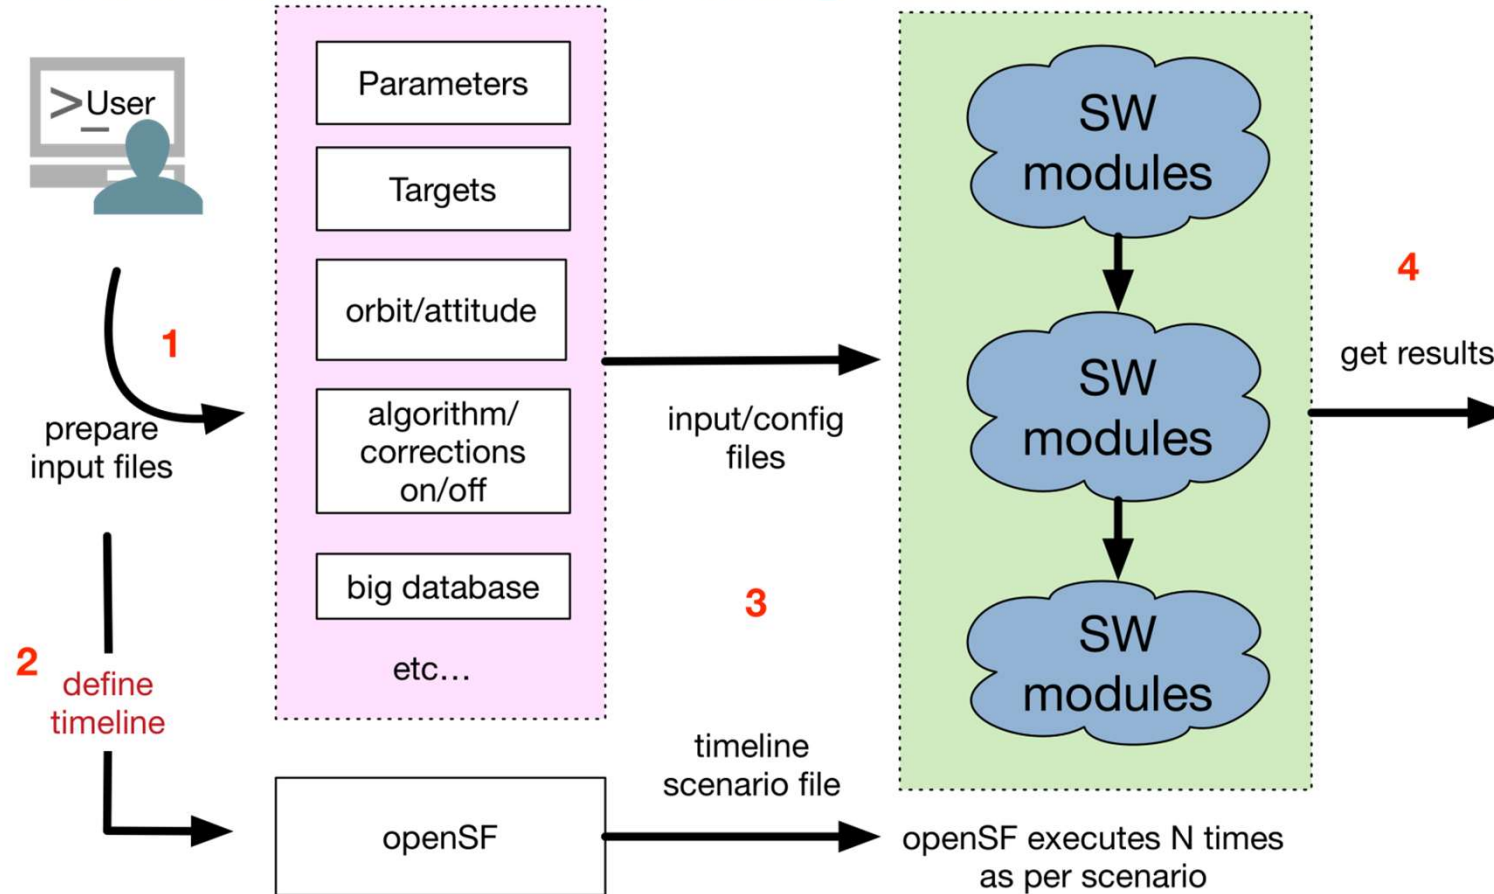 >_User
1
prepare
input files
2
define
timeline
Parameters
Targets
orbit/attitude
algorithm/
corrections
on/off
big database
etc…
openSF
input/config
files
3
timeline
scenario file
SW
modules
SW
modules
SW
modules
openSF executes N times
as per scenario
4
get results